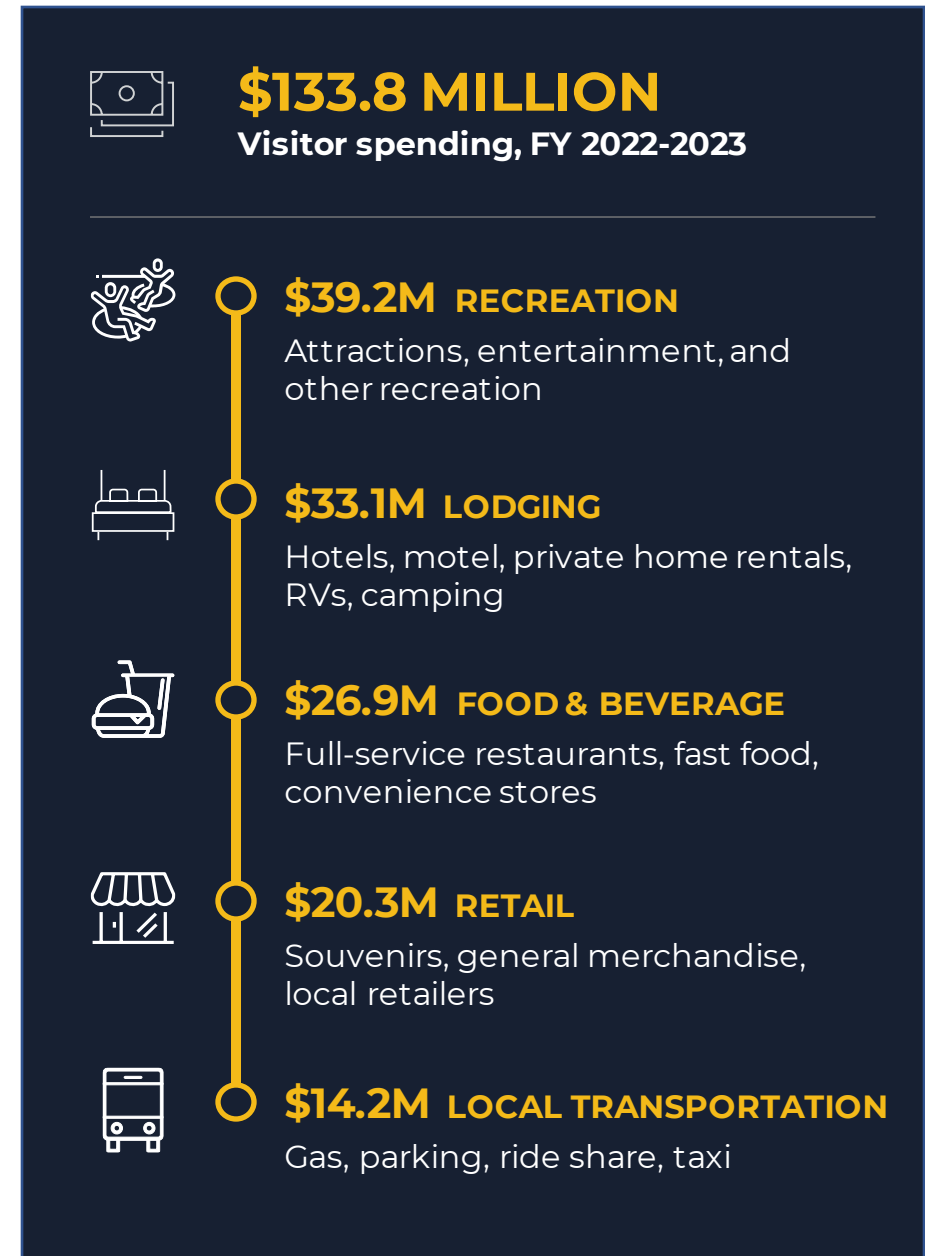 $133.8 MILLION
Visitor spending, FY 2022-2023
$39.2M RECREATION
Attractions, entertainment, and
other recreation
$33.1M LODGING
Hotels, motel, private home rentals,
RVs, camping
$26.9M FOOD & BEVERAGE
Full-service restaurants, fast food,
convenience stores
$20.3M RETAIL
Souvenirs, general merchandise,
local retailers
$14.2M LOCAL TRANSPORTATION
Gas, parking, ride share, taxi